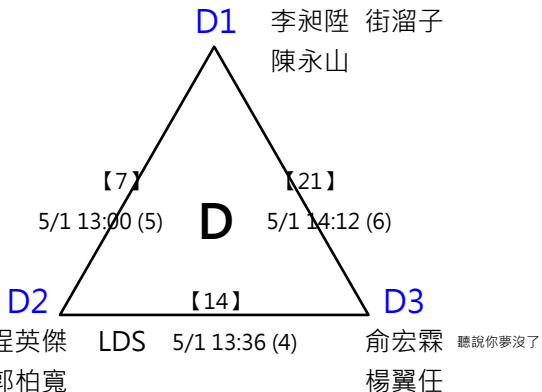 D1 李昶陞 街溜子
陳永山
【7】 【21】
5/1 13:00 (5) D 5/1 14:12 (6)
D2 【14】 D3
程英傑 LDS 5/1 13:36 (4) 俞宏霖 聽說你夢沒了
郭柏寬 楊翼任